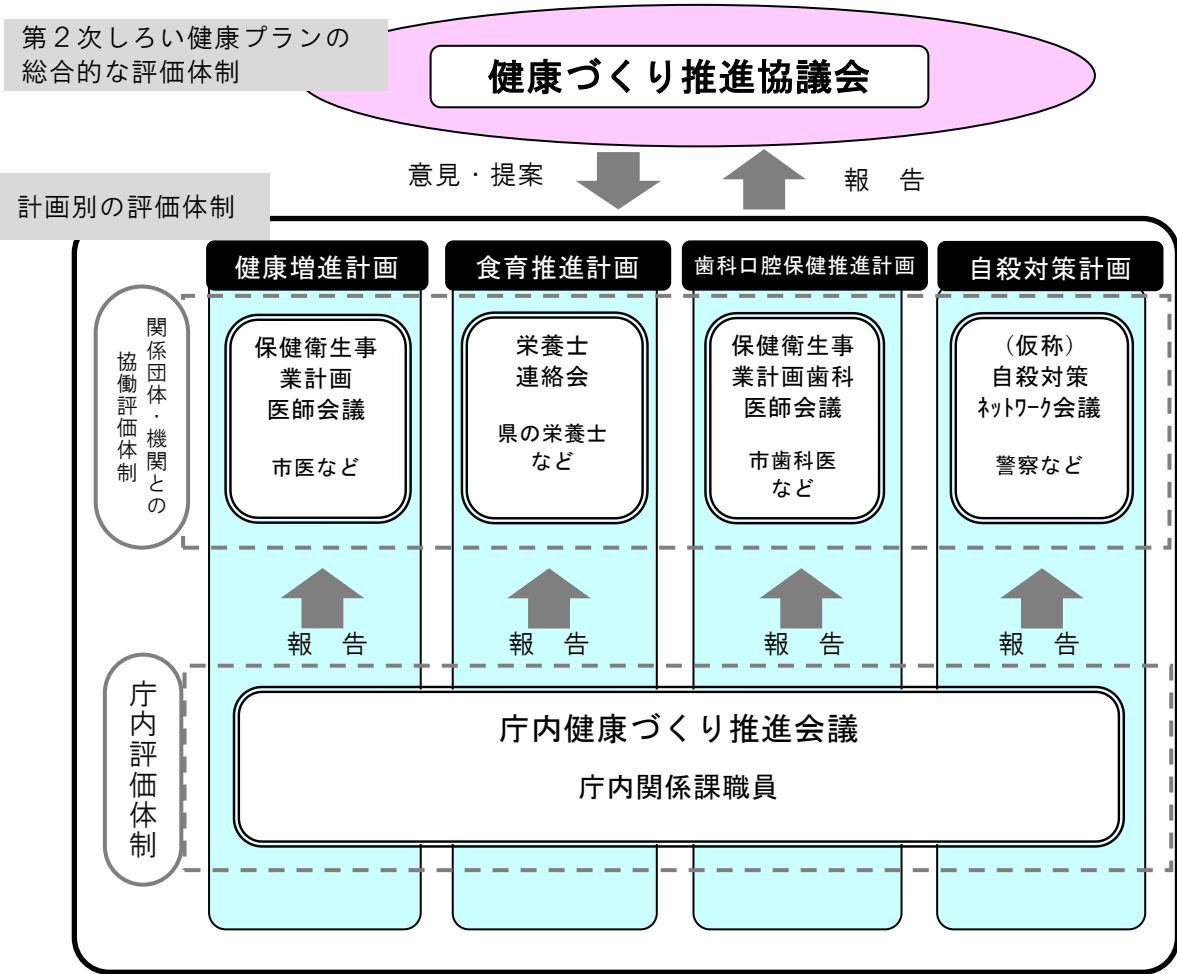 第２次しろい健康プランの
総合的な評価体制
健康づくり推進協議会
意見・提案
報　告
計画別の評価体制
健康増進計画
食育推進計画
歯科口腔保健推進計画
自殺対策計画
関係団体・機関との
協働評価体制
保健衛生事
業計画
医師会議
市医など
栄養士
連絡会
県の栄養士
など
保健衛生事
業計画歯科
医師会議
市歯科医
など
（仮称）
自殺対策
ﾈｯﾄﾜｰｸ会議
警察など
報　告
報　告
報　告
報　告
庁内評価体制
庁内健康づくり推進会議
庁内関係課職員